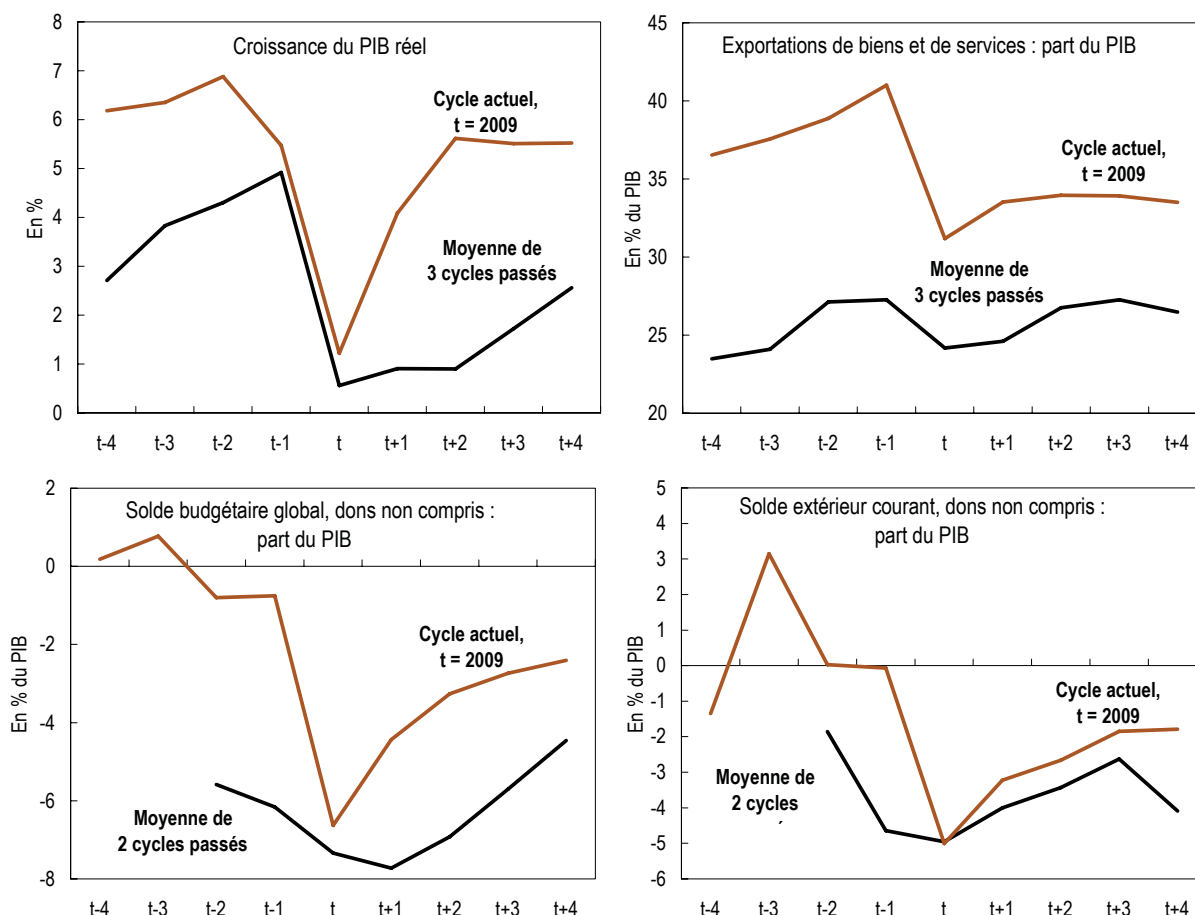 Croissance du PIB réel
En %
8
7
6
5
4
3
2
1
0
Cycle actuel,
t = 2009
Moyenne de
3 cycles passés
t-4 t-3 t-2 t-1 t t+1 t+2 t+3 t+4
Exportations de biens et de services : part du PIB
En % du PIB
45
40
35
30
25
20
Cycle actuel,
t = 2009
Moyenne de
3 cycles passés
t-4 t-3 t-2 t-1 t t+1 t+2 t+3 t+4
Solde budgétaire global, dons non compris :
part du PIB
En % du PIB
2
0
-2
-4
-6
-8
Cycle actuel,
t = 2009
Moyenne de
2 cycles passés
t-4 t-3 t-2 t-1 t t+1 t+2 t+3 t+4
Solde extérieur courant, dons non compris :
part du PIB
En % du PIB
5
4
3
2
1
0
-1
-2
-3
-4
-5
-6
Cycle actuel,
t = 2009
Moyenne de
2 cycles
t-4 t-3 t-2 t-1 t t+1 t+2 t+3 t+4